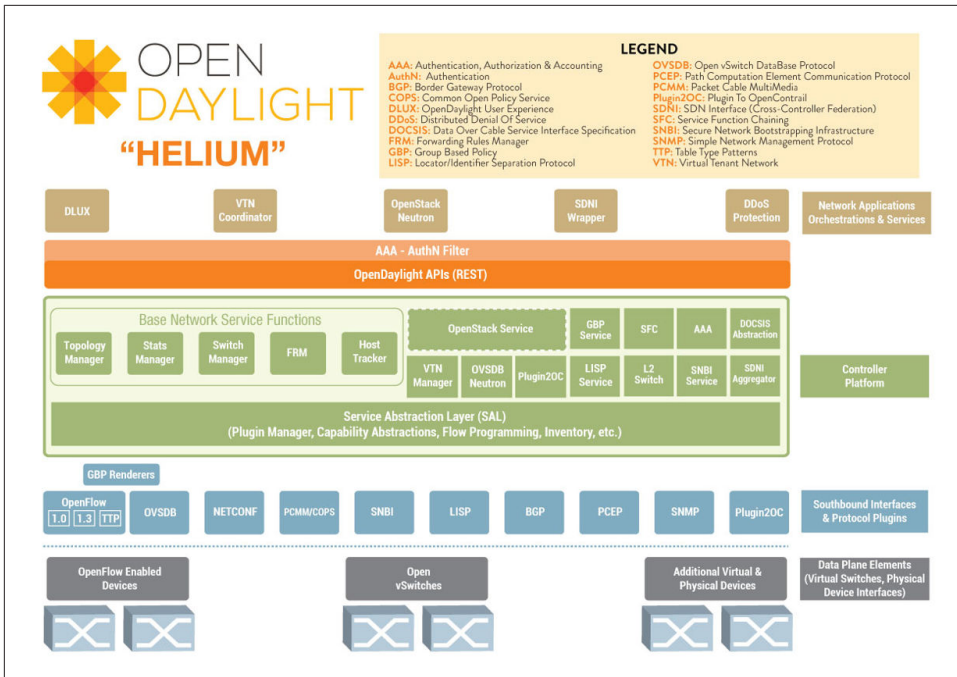 OPEN
DAYLIGHT
"HELIUM"
LEGEND
AAA: Authentication, Authorization & Accounting
AuthN: Authentication
BGP: Border Gateway Protocol
COPS: Common Open Policy Service
DLUX: OpenDaylight User Experience
DDoS: Distributed Denial Of Service
DOCSIS: Data Over Cable Service Interface Specification
FRM: Forwarding Rules Manager
GBP: Group Based Policy
LISP: Locator/Identifier Separation Protocol
OVSDB: Open vSwitch DataBase Protocol
PCEP: Path Computation Element Communication Protocol
PCMM: Packet Cable MultiMedia
Plugin2OC: Plugin To OpenContrail
SDNI: SDN Interface (Cross-Controller Federation)
SFC: Service Function Chaining
SNBI: Secure Network Bootstrapping Infrastructure
SNMP: Simple Network Management Protocol
TTP: Table Type Patterns
VTN: Virtual Tenant Network
DLUX
VTN
Coordinator
OpenStack
Neutron
SDNI
Wrapper
DDoS
Protection
Network Applications
Orchestrations & Services
AAA - AuthN Filter
OpenDaylight APIs (REST)
Base Network Service Functions
Topology
Manager
Stats
Manager
Switch
Manager
FRM
Host
Tracker
OpenStack Service
GBP
Service
SFC
AAA
DOCSIS
Abstraction
VTN
Manager
OVSDB
Neutron
Plugin2OC
LISP
Service
L2
Switch
SNBI
Service
SDNI
Aggregator
Controller
Platform
Service Abstraction Layer (SAL)
(Plugin Manager, Capability Abstractions, Flow Programming, Inventory, etc.)
GBP Renderers
OpenFlow
1.0 1.3 TTP
OVSDB
NETCONF
PCMM/COPS
SNBI
LISP
BGP
PCEP
SNMP
Plugin2OC
Southbound Interfaces
& Protocol Plugins
OpenFlow Enabled
Devices
Open
vSwitches
Additional Virtual &
Physical Devices
Data Plane Elements
(Virtual Switches, Physical
Device Interfaces)